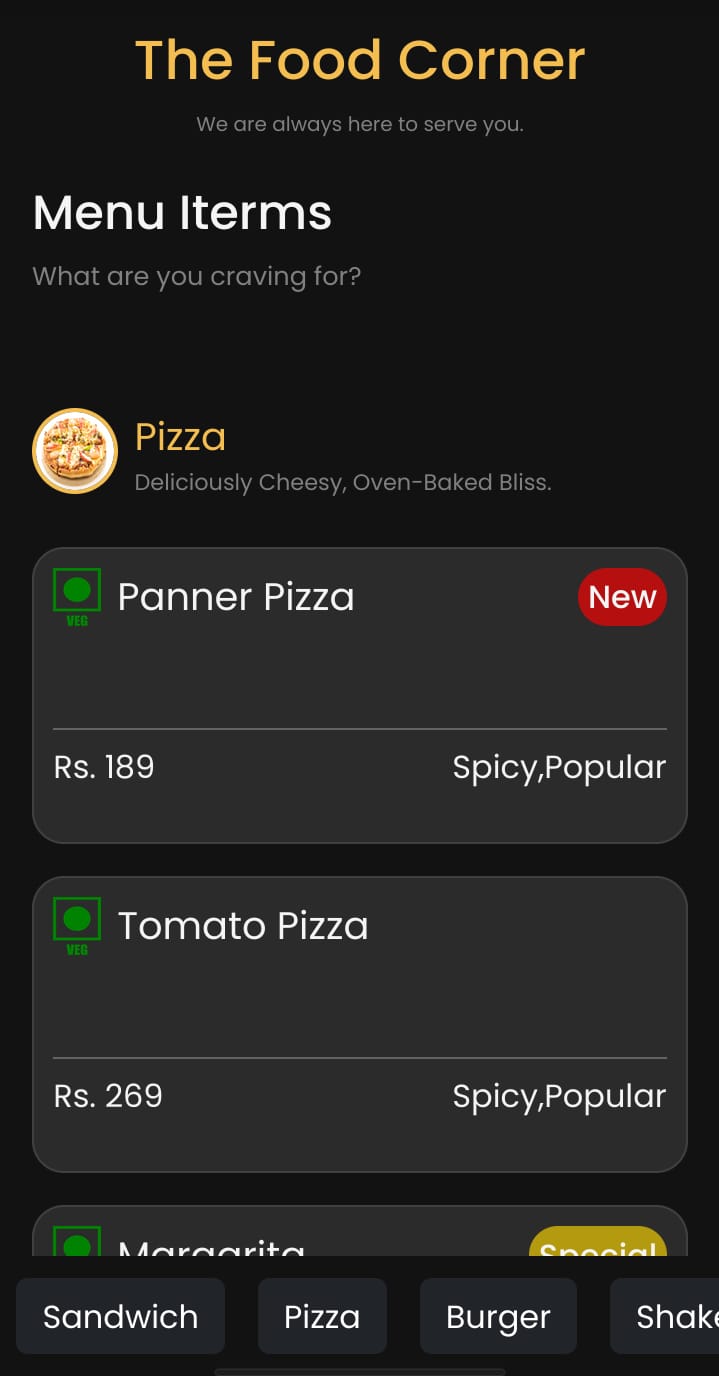 The Food Corner
We are always here to serve you.
Menu Iterms
What are you craving for?
Pizza
Deliciously Cheesy, Oven-Baked Bliss.
VEG
Panner Pizza
New
Rs. 189
Spicy,Popular
VEG
Tomato Pizza
Rs. 269
Spicy,Popular
Margarita
Special
Sandwich
Pizza
Burger
Shake